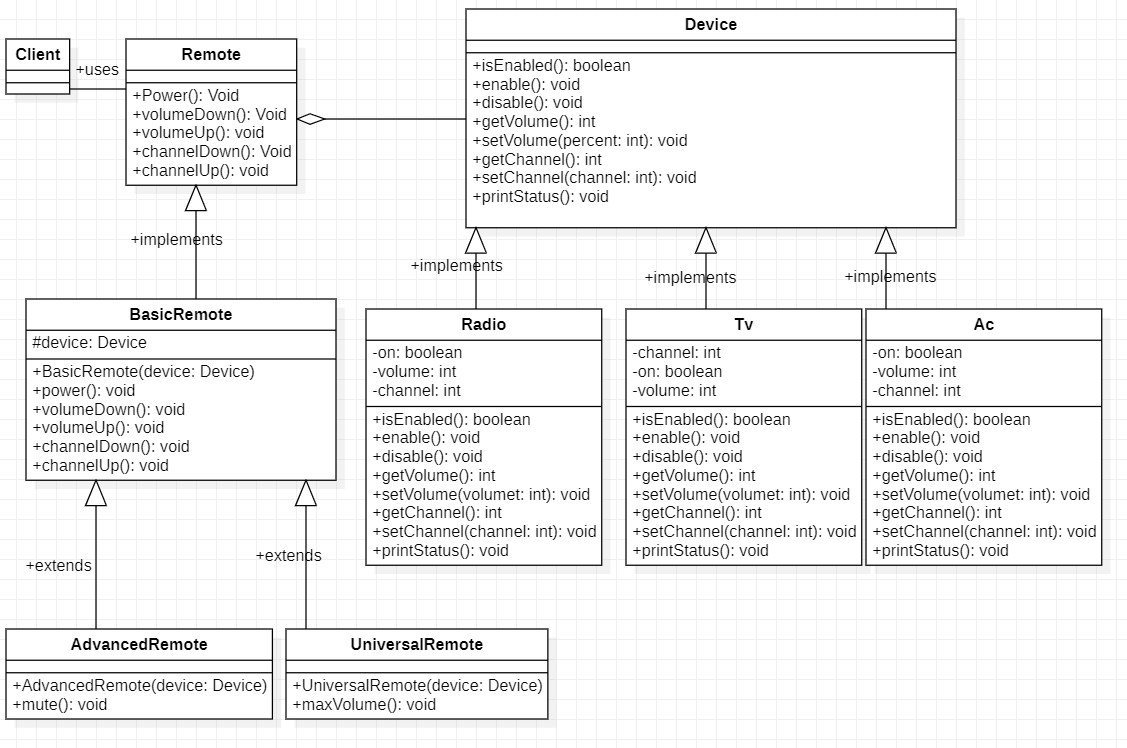 Client
+uses
Remote
+Power(): Void
+volumeDown(): Void
+volumeUp(): void
+channelDown(): Void
+channelUp(): void
Device
+isEnabled(): boolean
+enable(): void
+disable(): void
+getVolume(): int
+setVolume(percent: int): void
+getChannel(): int
+setChannel(channel: int): void
+printStatus(): void
+implements
+implements
+implements
+implements
BasicRemote
#device: Device
+BasicRemote(device: Device)
+power(): void
+volumeDown(): void
+volumeUp(): void
+channelDown(): void
+channelUp(): void
Radio
-on: boolean
-volume: int
-channel: int
+isEnabled(): boolean
+enable(): void
+disable(): void
+getVolume(): int
+setVolume(volumet: int): void
+getChannel(): int
+setChannel(channel: int): void
+printStatus(): void
Tv
-channel: int
-on: boolean
-volume: int
+isEnabled(): boolean
+enable(): void
+disable(): void
+getVolume(): int
+setVolume(volumet: int): void
+getChannel(): int
+setChannel(channel: int): void
+printStatus(): void
Ac
-on: boolean
-volume: int
-channel: int
+isEnabled(): boolean
+enable(): void
+disable(): void
+getVolume(): int
+setVolume(volumet: int): void
+getChannel(): int
+setChannel(channel: int): void
+printStatus(): void
+extends
+extends
AdvancedRemote
+AdvancedRemote(device: Device)
+mute(): void
UniversalRemote
+UniversalRemote(device: Device)
+maxVolume(): void